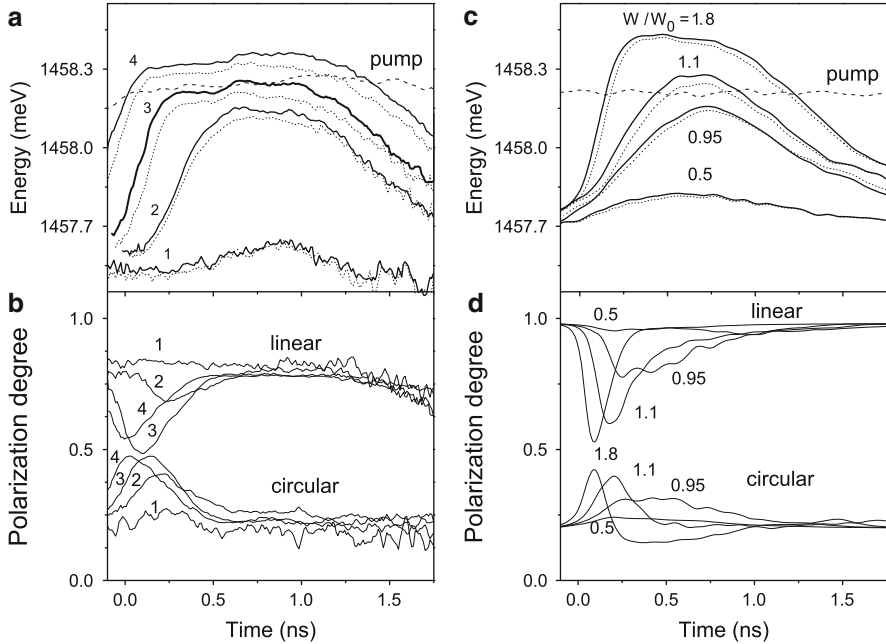 a
Energy (meV)
1458.3
1458.0
1457.7
4
3
2
1
pump
c
Energy (meV)
1458.3
1458.0
1457.7
W/W0=1.8
1.1
pump
0.95
0.5
b
Polarization degree
1.0
0.5
0.0
1
linear
2
4
3
4
3
2
circular
1
0.0
0.5
1.0
1.5
Time (ns)
d
Polarization degree
1.0
0.5
0.0
0.5
linear
0.95
1.1
1.8
1.1
0.95
circular
0.5
0.0
0.5
1.0
1.5
Time (ns)